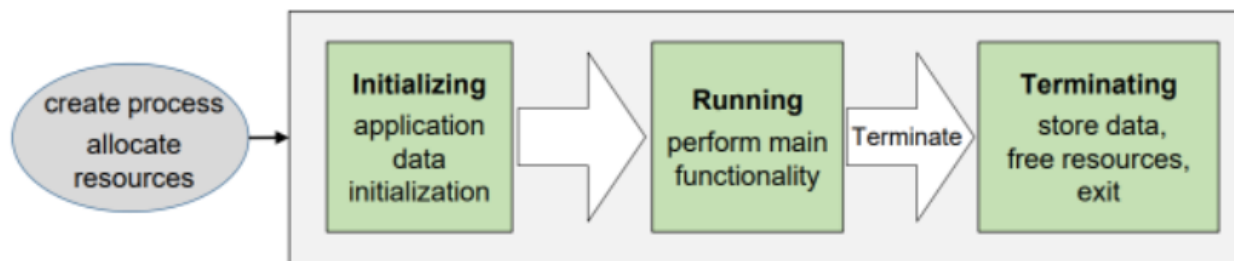 create process
allocate
resources
Initializing
application
data
initialization
Running
perform main
functionality
Terminate
Terminating
store data,
free resources,
exit